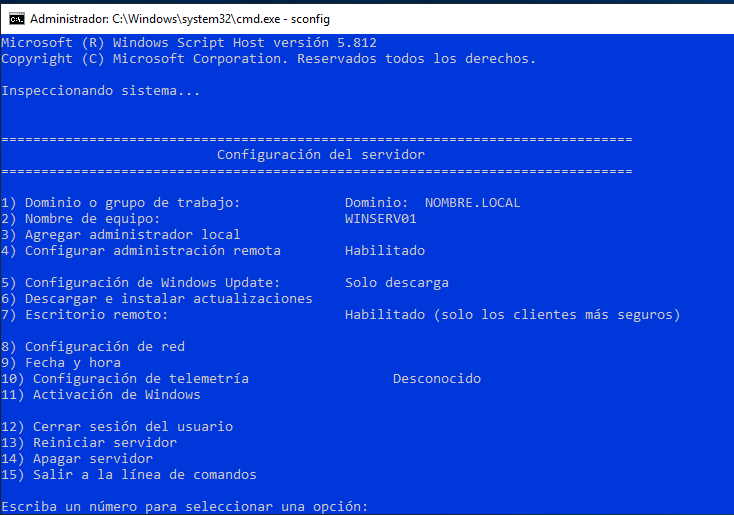 Administrador: C:\Windows\system32\cmd.exe - sconfig
Microsoft (R) Windows Script Host versión 5.812
Copyright (C) Microsoft Corporation. Reservados todos los derechos.
Inspeccionando sistema...
===============================================================================
Configuración del servidor
===============================================================================
1) Dominio o grupo de trabajo: Dominio: NOMBRE.LOCAL
2) Nombre de equipo: WINSERV01
3) Agregar administrador local
4) Configurar administración remota Habilitado
5) Configuración de Windows Update: Solo descarga
6) Descargar e instalar actualizaciones
7) Escritorio remoto: Habilitado (solo los clientes más seguros)
8) Configuración de red
9) Fecha y hora
10) Configuración de telemetría Desconocido
11) Activación de Windows
12) Cerrar sesión del usuario
13) Reiniciar servidor
14) Apagar servidor
15) Salir a la línea de comandos
Escriba un número para seleccionar una opción: